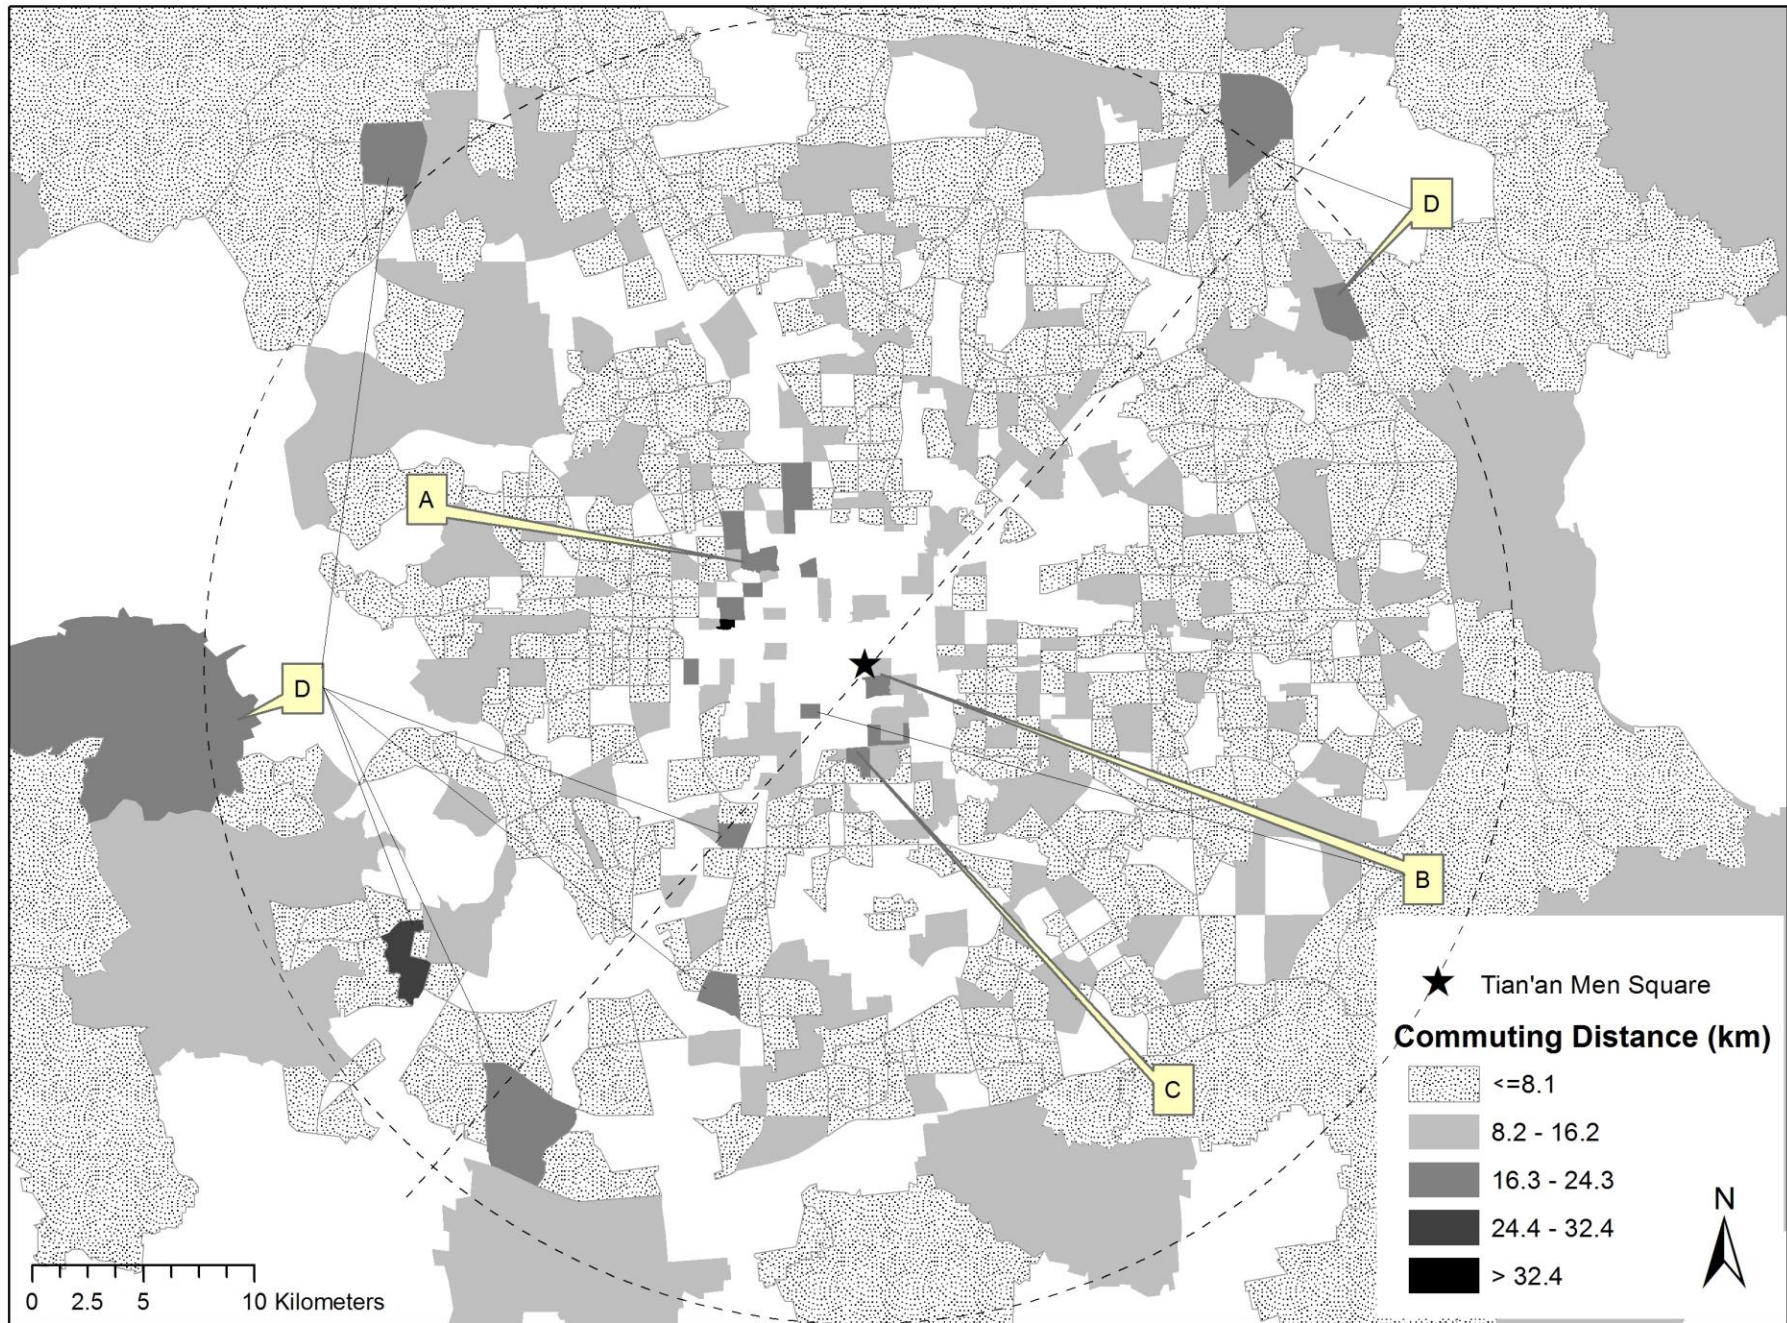 D
A
D
B
C
Tian'an Men Square
Commuting Distance (km)
<=8.1
8.2 - 16.2
16.3 - 24.3
24.4 - 32.4
> 32.4
N
0 2.5 5 10 Kilometers